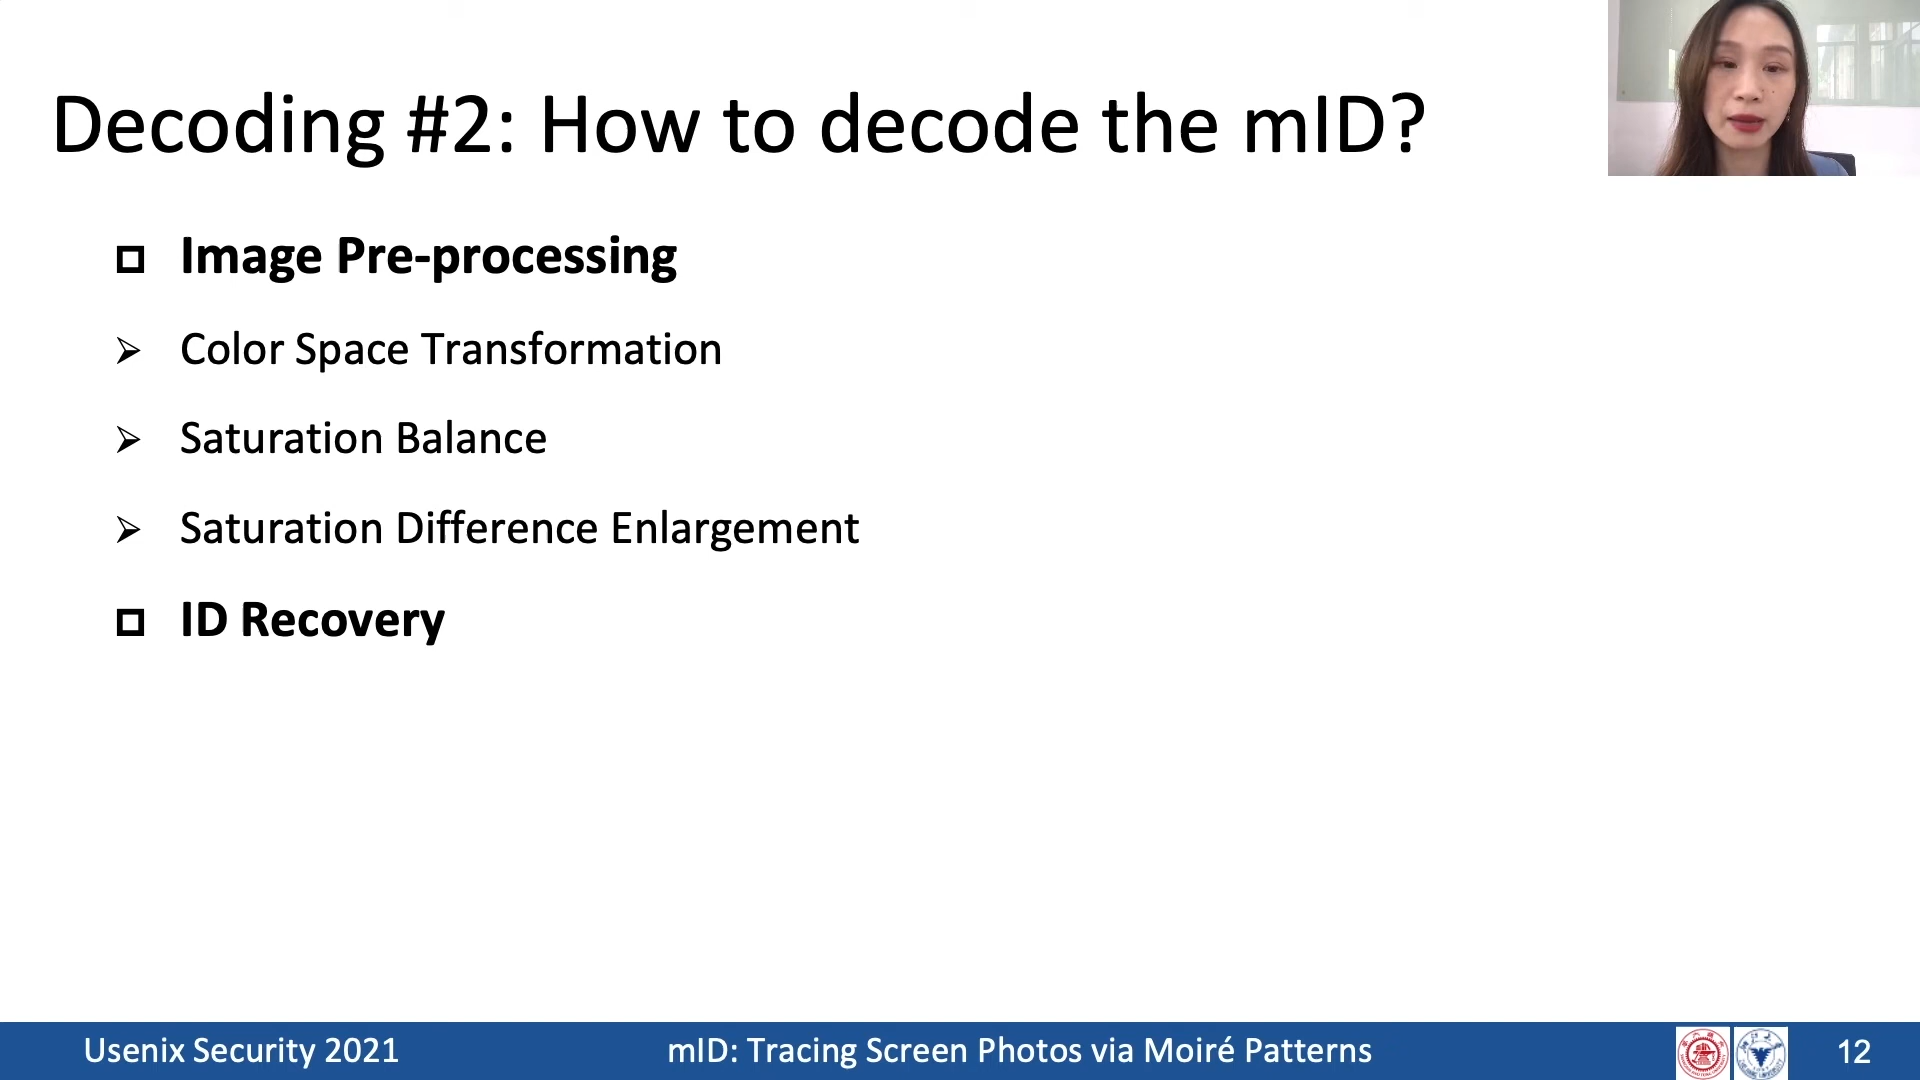 Decoding #2: How to decode the mID?
Image Pre-processing
Color Space Transformation
Saturation Balance
Saturation Difference Enlargement
ID Recovery
Usenix Security 2021
mID: Tracing Screen Photos via Moiré Patterns
12